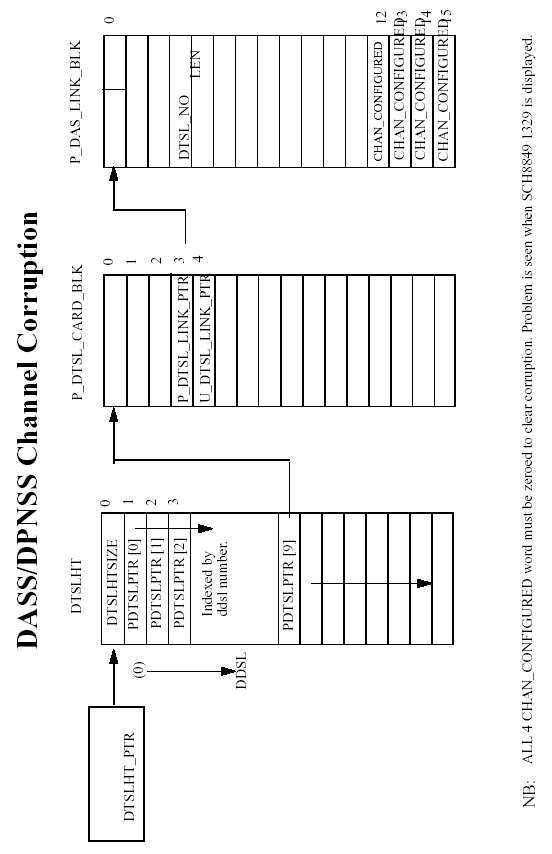 DASS/DPNSS Channel Corruption
DTSLHT_PTR
DTSLHT
(0)
DDSL
DTSLHTSIZE
0
PDTSLPTR [0]
1
PDTSLPTR [1]
2
PDTSLPTR [2]
3
Indexed by
ddsl number.
PDTSLPTR [9]
P_DTSL_CARD_BLK
0
1
2
P_DTSL_LINK_PTR
3
U_DTSL_LINK_PTR
4
P_DAS_LINK_BLK
0
DTSL_NO
LEN
CHAN_CONFIGURED
12
CHAN_CONFIGURED
13
CHAN_CONFIGURED
14
CHAN_CONFIGURED
15
NB: ALL 4 CHAN_CONFIGURED word must be zeroed to clear corruption. Problem is seen when SCH8849 1329 is displayed.